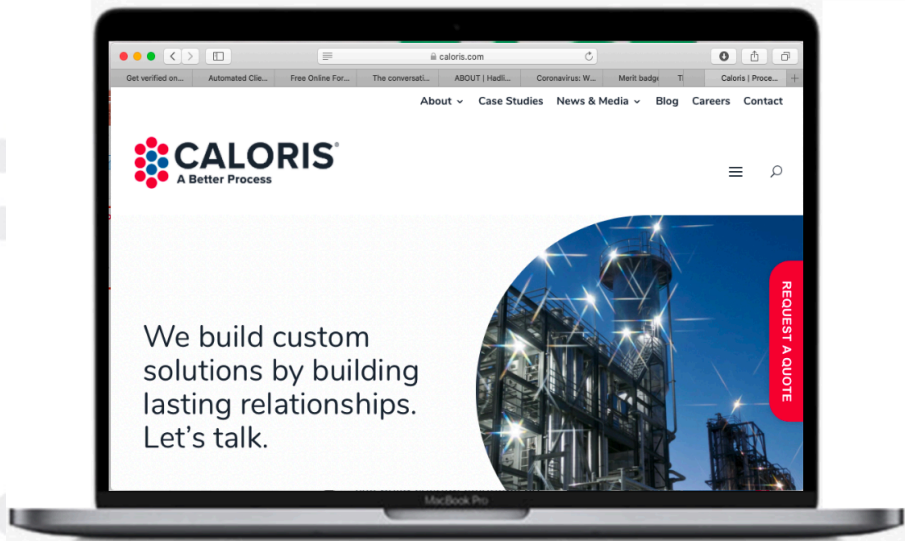 caloris.com
Get verified on... Automated Clie... Free Online For... The conversati... ABOUT | Hadli... Coronavirus: W... Merit badge Caloris | Proce...
About Case Studies News & Media Blog Careers Contact
CALORIS®
A Better Process
We build custom
solutions by building
lasting relationships.
Let's talk.
REQUEST A QUOTE
MacBook Pro